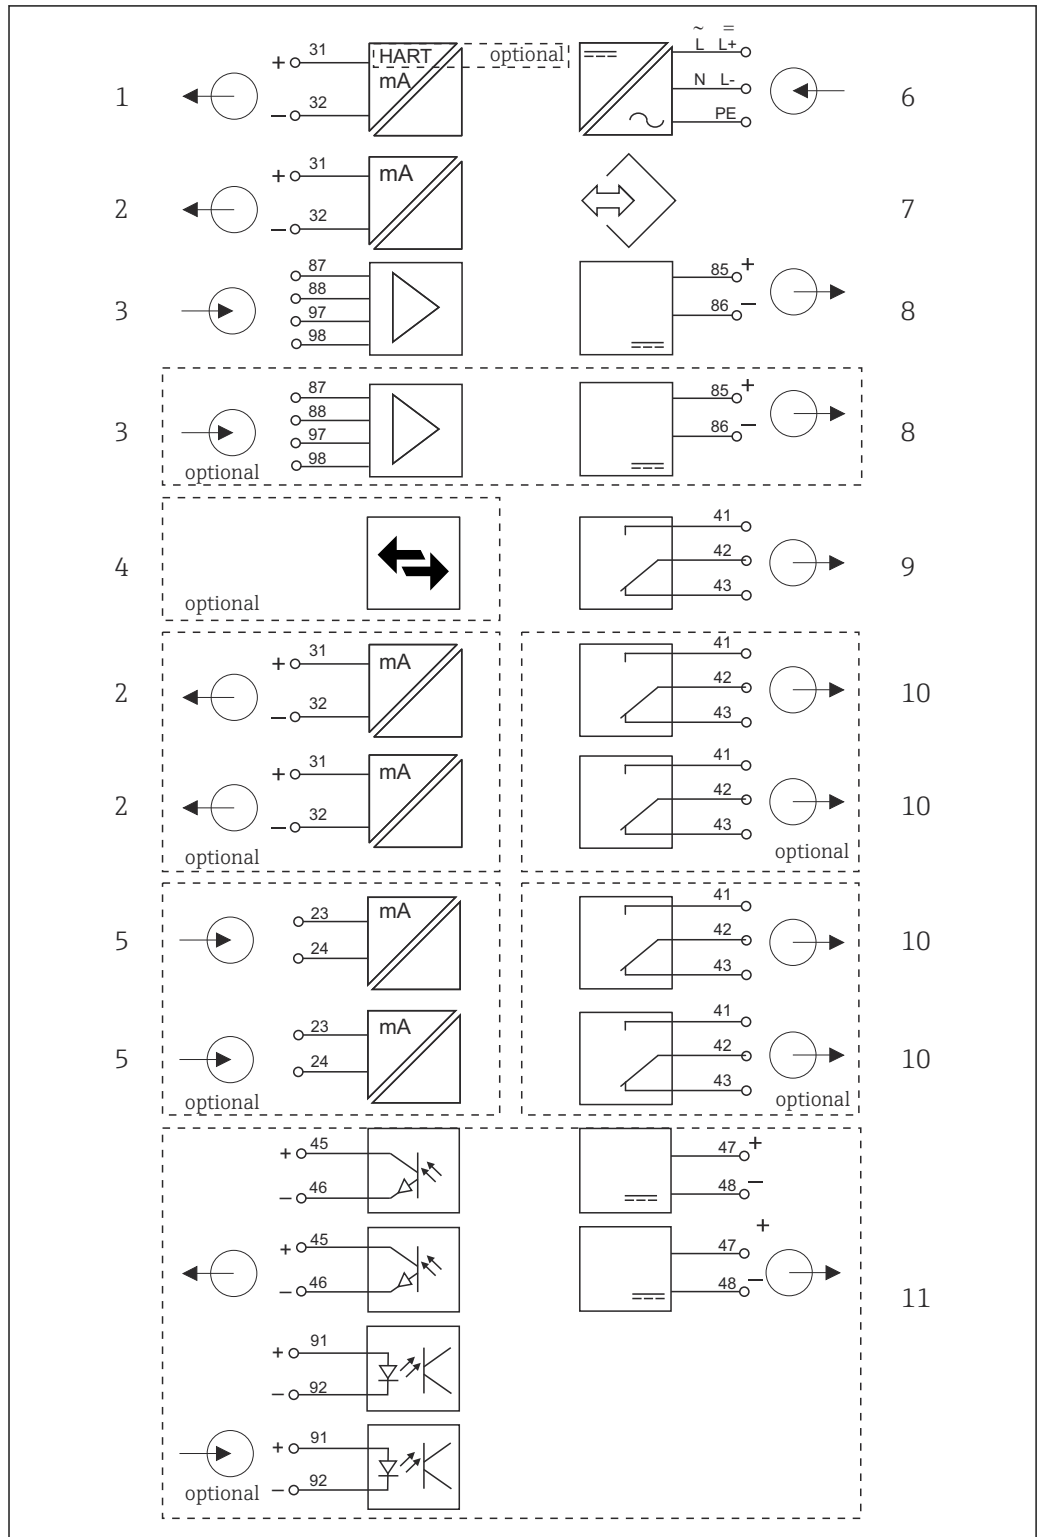 ~ =
+ 31 HART optional L L+
1 mA N L- 6
− 32 PE
+ 31 mA
2 7
− 32
87 85 +
88 86 −
3 97 8
98
87 85 +
88 86 −
3 97 8
98
optional
41
4 42 9
optional 43
+ 31 mA 41
2 42 10
− 32 43
+ 31 mA 41
2 42 10
− 32 43
optional optional
23 mA 41
5 24 42 10
43
23 mA 41
5 24 42 10
optional 43 optional
+ 45 47 +
− 46 48 −
+ 45 47 +
− 46 48 −
11
+ 91
− 92
+ 91
optional − 92